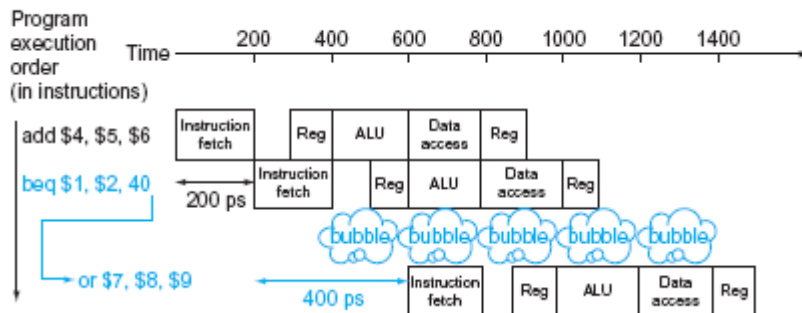 Program
execution
order
(in instructions)
Time
200 400 600 800 1000 1200 1400
add $4, $5, $6
Instruction
fetch
Reg
ALU
Data
access
Reg
beq $1, $2, 40
200 ps
Instruction
fetch
Reg
ALU
Data
access
Reg
bubble bubble bubble bubble bubble
or $7, $8, $9
400 ps
Instruction
fetch
Reg
ALU
Data
access
Reg